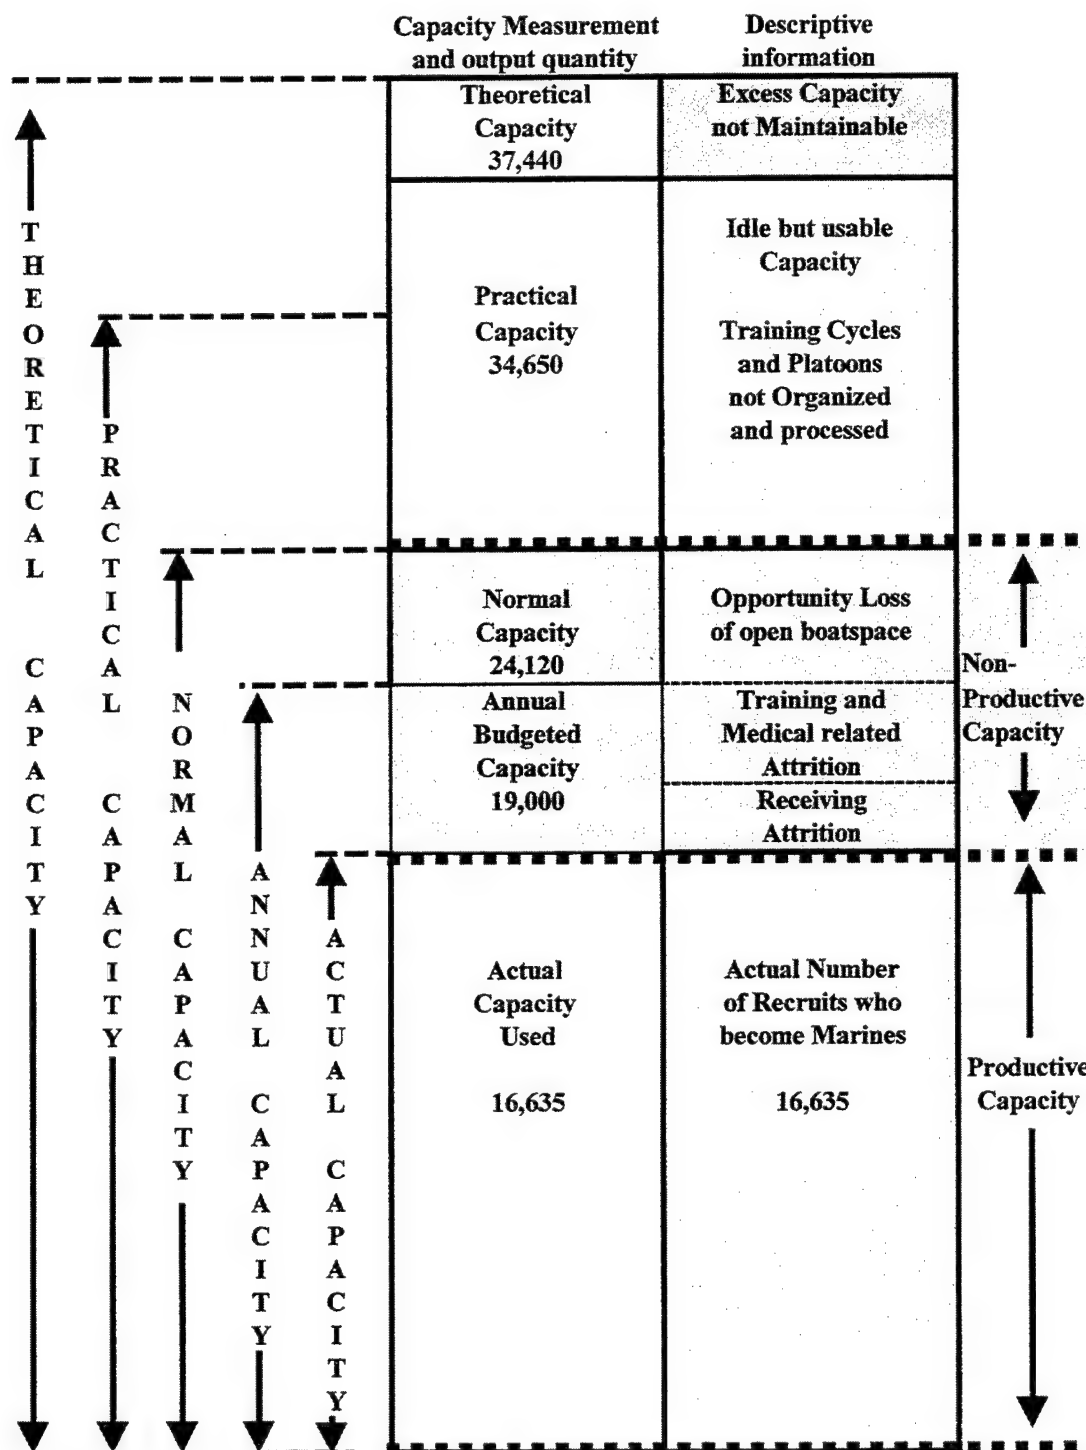 Capacity Measurement
and output quantity
Descriptive
information
Theoretical
Capacity
37,440
Excess Capacity
not Maintainable
Practical
Capacity
34,650
Idle but usable
Capacity
Training Cycles
and Platoons
not Organized
and processed
Normal
Capacity
24,120
Opportunity Loss
of open boatspace
Annual
Budgeted
Capacity
19,000
Training and
Medical related
Attrition
Receiving
Attrition
Non-
Productive
Capacity
Actual
Capacity
Used
16,635
Actual Number
of Recruits who
become Marines
16,635
Productive
Capacity
THEORETICAL CAPACITY
PRACTICAL CAPACITY
NORMAL CAPACITY
ANNUAL CAPACITY
ACTUAL CAPACITY